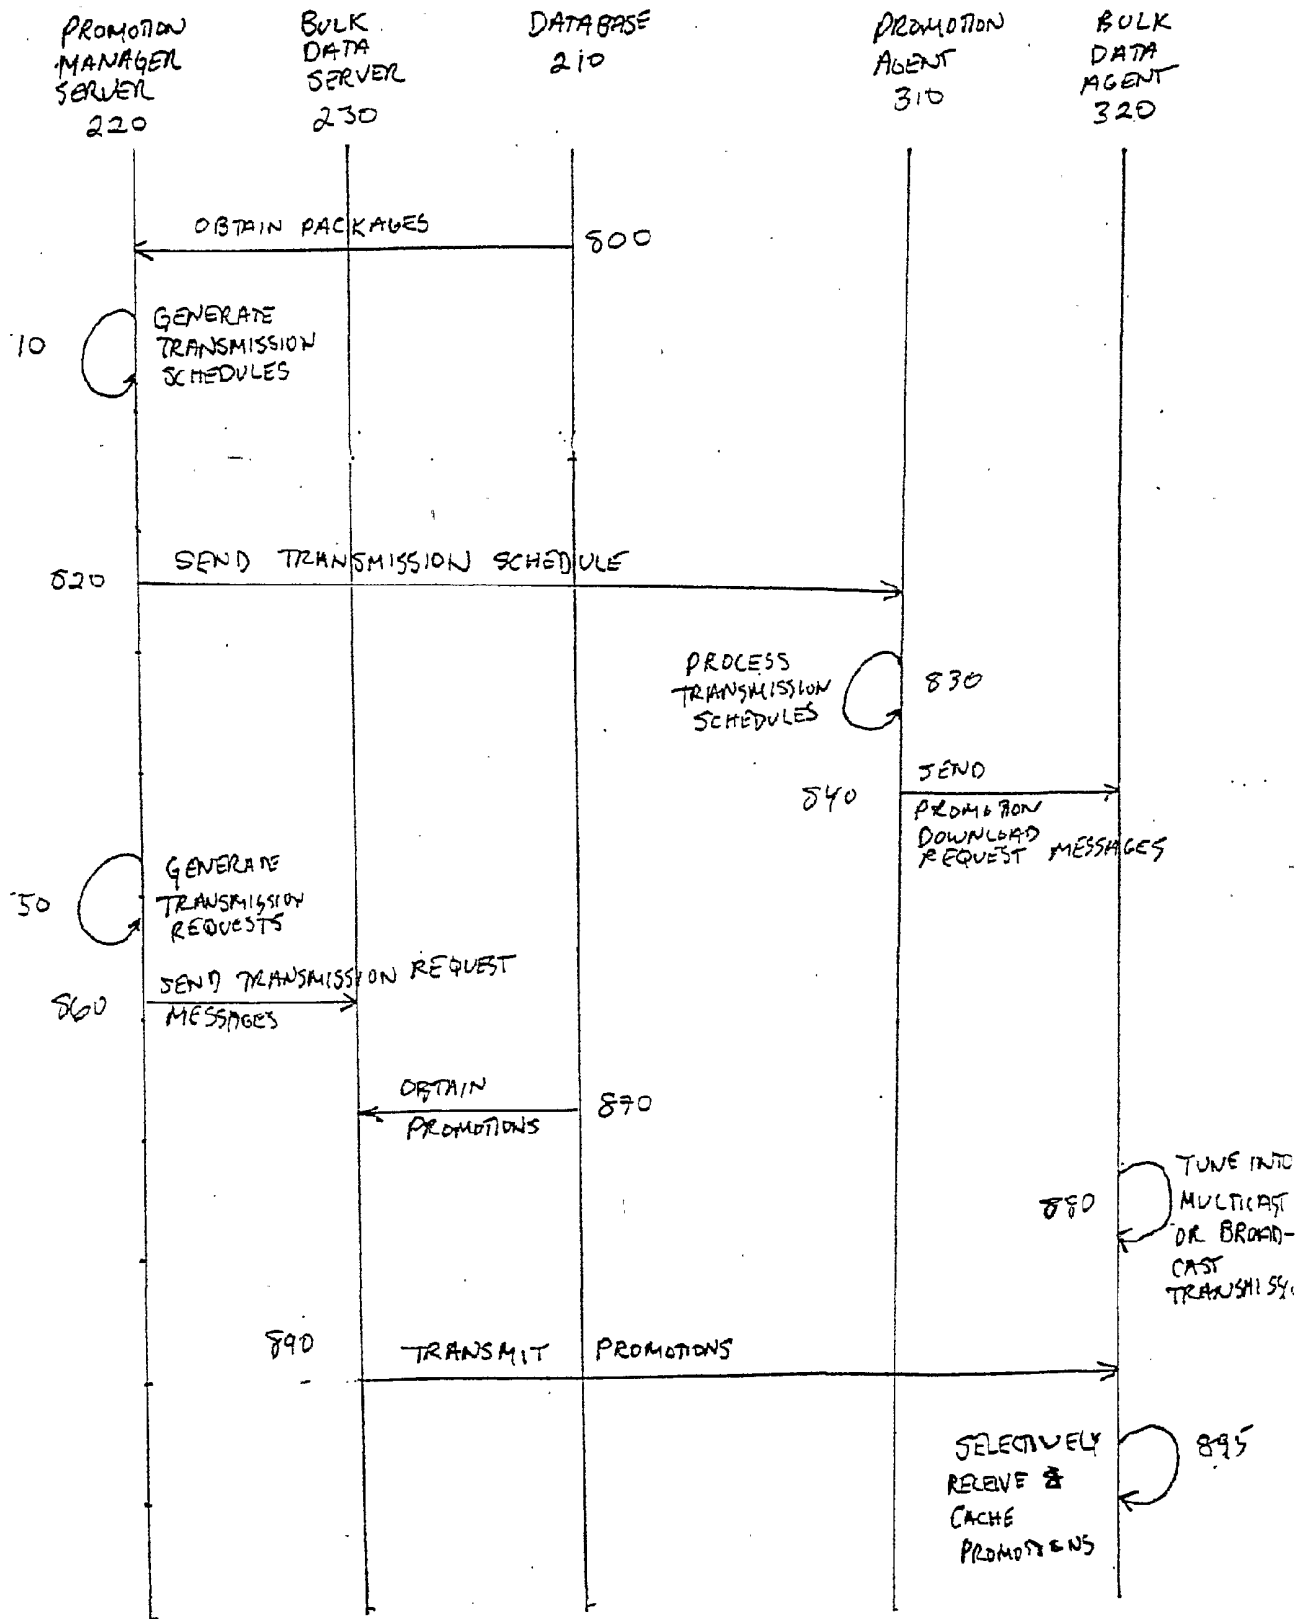 PROMOTION
MANAGER
SERVER
220
BULK
DATA
SERVER
230
DATABASE
210
PROMOTION
AGENT
310
BULK
DATA
AGENT
320
OBTAIN PACKAGES
800
10
GENERATE
TRANSMISSION
SCHEDULES
820
SEND TRANSMISSION SCHEDULE
PROCESS
TRANSMISSION
SCHEDULES
830
840
SEND
PROMOTION
DOWNLOAD
REQUEST MESSAGES
50
GENERATE
TRANSMISSION
REQUESTS
860
SEND TRANSMISSION REQUEST
MESSAGES
OBTAIN
PROMOTIONS
870
880
TUNE INTO
MULTICAST
OR BROAD-
CAST
TRANSMISS
890
TRANSMIT PROMOTIONS
SELECTIVELY
RECEIVE &
CACHE
PROMOTIONS
895